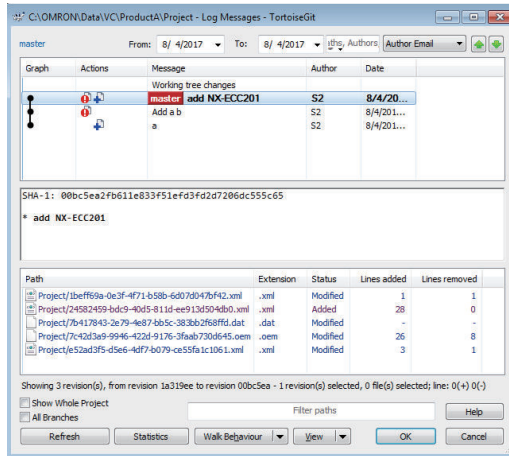 C:\OMRON\Data\VC\ProductA\Project - Log Messages - TortoiseGit
master From: 8/ 4/2017 To: 8/ 4/2017 Authors Author Email
Graph Actions Message Author Date
Working tree changes
master add NX-ECC201 S2 8/4/20...
Add a b S2 8/4/201...
a S2 8/4/201...
SHA-1: 00bc5ea2fb611e833f51efd3fd2d7206dc555c65
* add NX-ECC201
Path Extension Status Lines added Lines removed
Project/1beff69a-0e3f-4f71-b58b-6d07d047bf42.xml .xml Modified 1 1
Project/24582459-bdc9-40d5-811d-ee913d504db0.xml .xml Added 28 0
Project/7b417843-2e79-4e87-bb5c-383bb2f68ffd.dat .dat Modified - -
Project/7c42d3a9-9946-422d-9176-3faab730d645.oem .oem Modified 26 8
Project/e52ad3f5-d5e6-4df7-b079-ce55fa1c1061.xml .xml Modified 3 1
Showing 3 revision(s), from revision 1a319ee to revision 00bc5ea - 1 revision(s) selected, 0 file(s) selected; line: 0(+) 0(-)
Show Whole Project
All Branches
Filter paths
Help
Refresh Statistics Walk Behaviour View OK Cancel